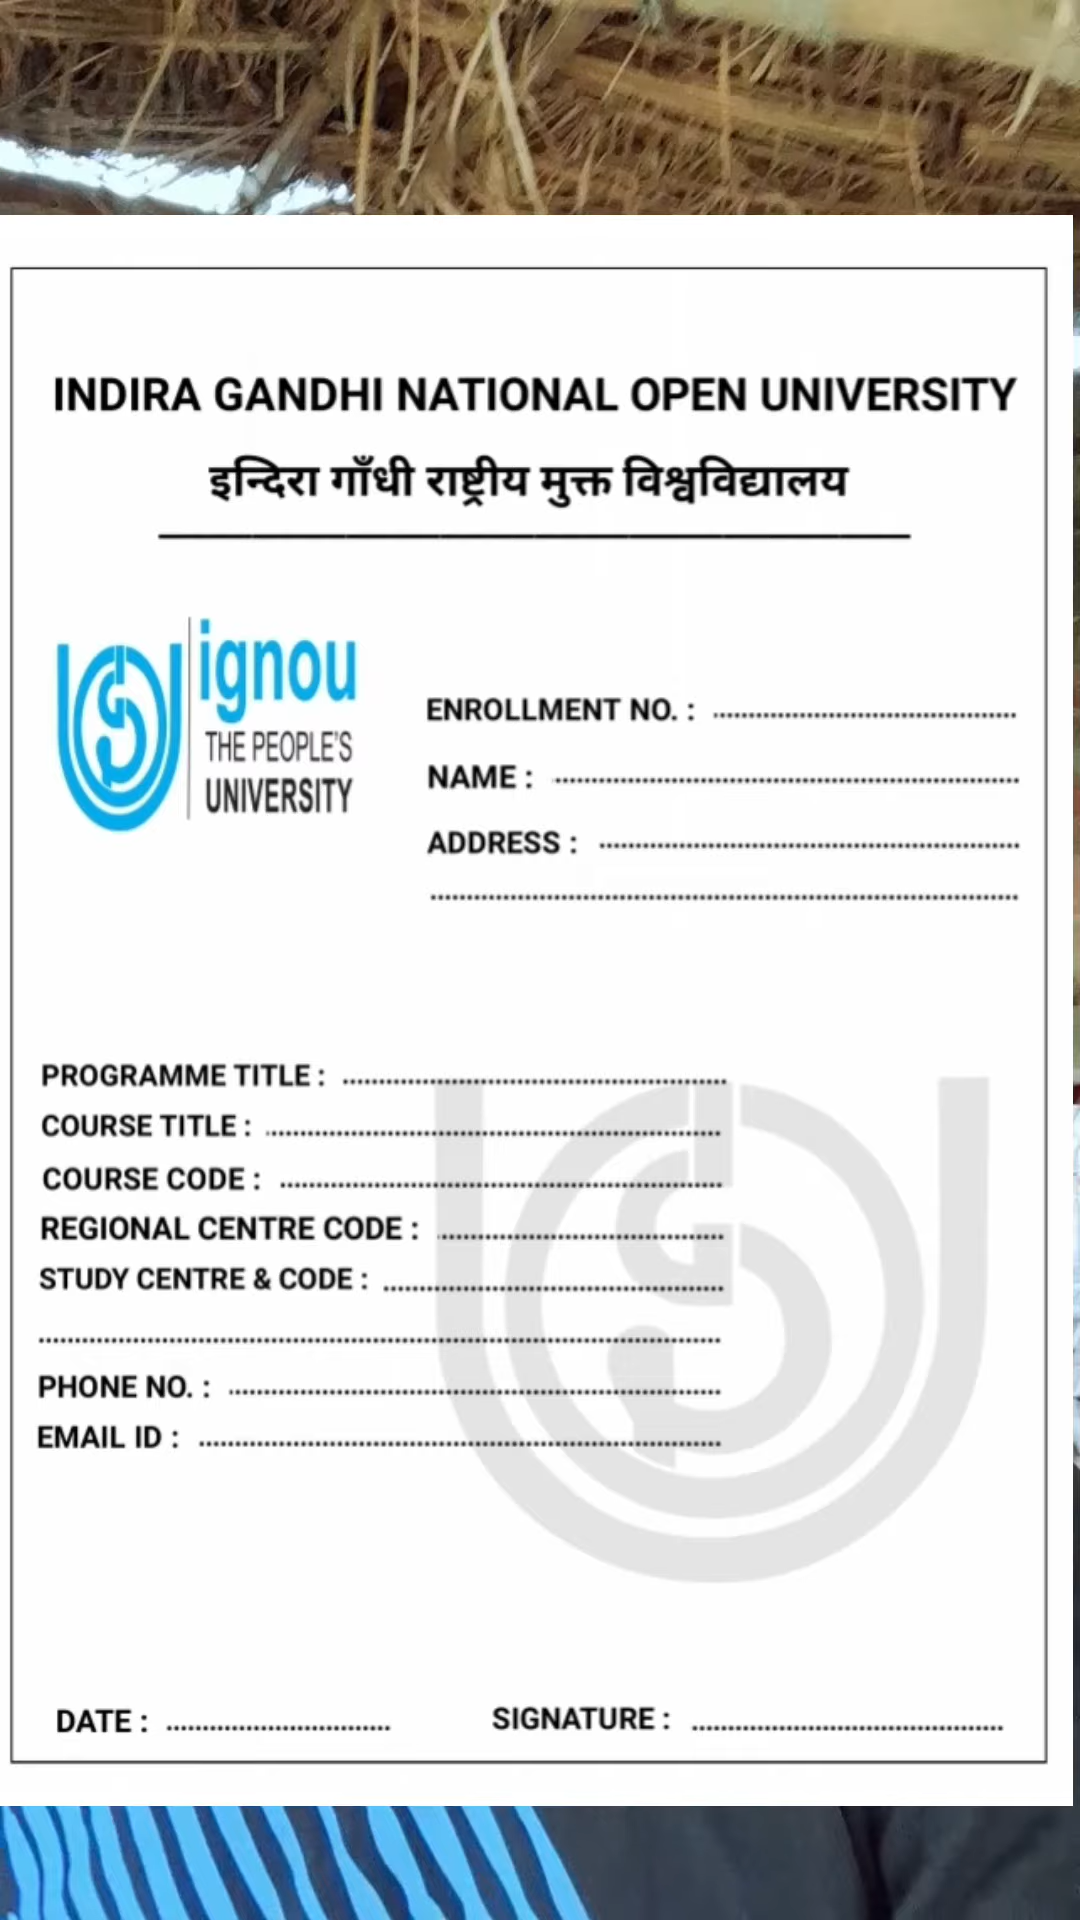 INDIRA GANDHI NATIONAL OPEN UNIVERSITY
इन्दिरा गाँधी राष्ट्रीय मुक्त विश्वविद्यालय
ignou
THE PEOPLE'S
UNIVERSITY
ENROLLMENT NO. : ..........................................
NAME : ................................................................
ADDRESS : ..........................................................
.................................................................................
PROGRAMME TITLE : .....................................................
COURSE TITLE : ...............................................................
COURSE CODE : .............................................................
REGIONAL CENTRE CODE : .......................................
STUDY CENTRE & CODE : ...............................................
..............................................................................................
PHONE NO. : ....................................................................
EMAIL ID : ........................................................................
DATE : ............................... SIGNATURE : ...........................................